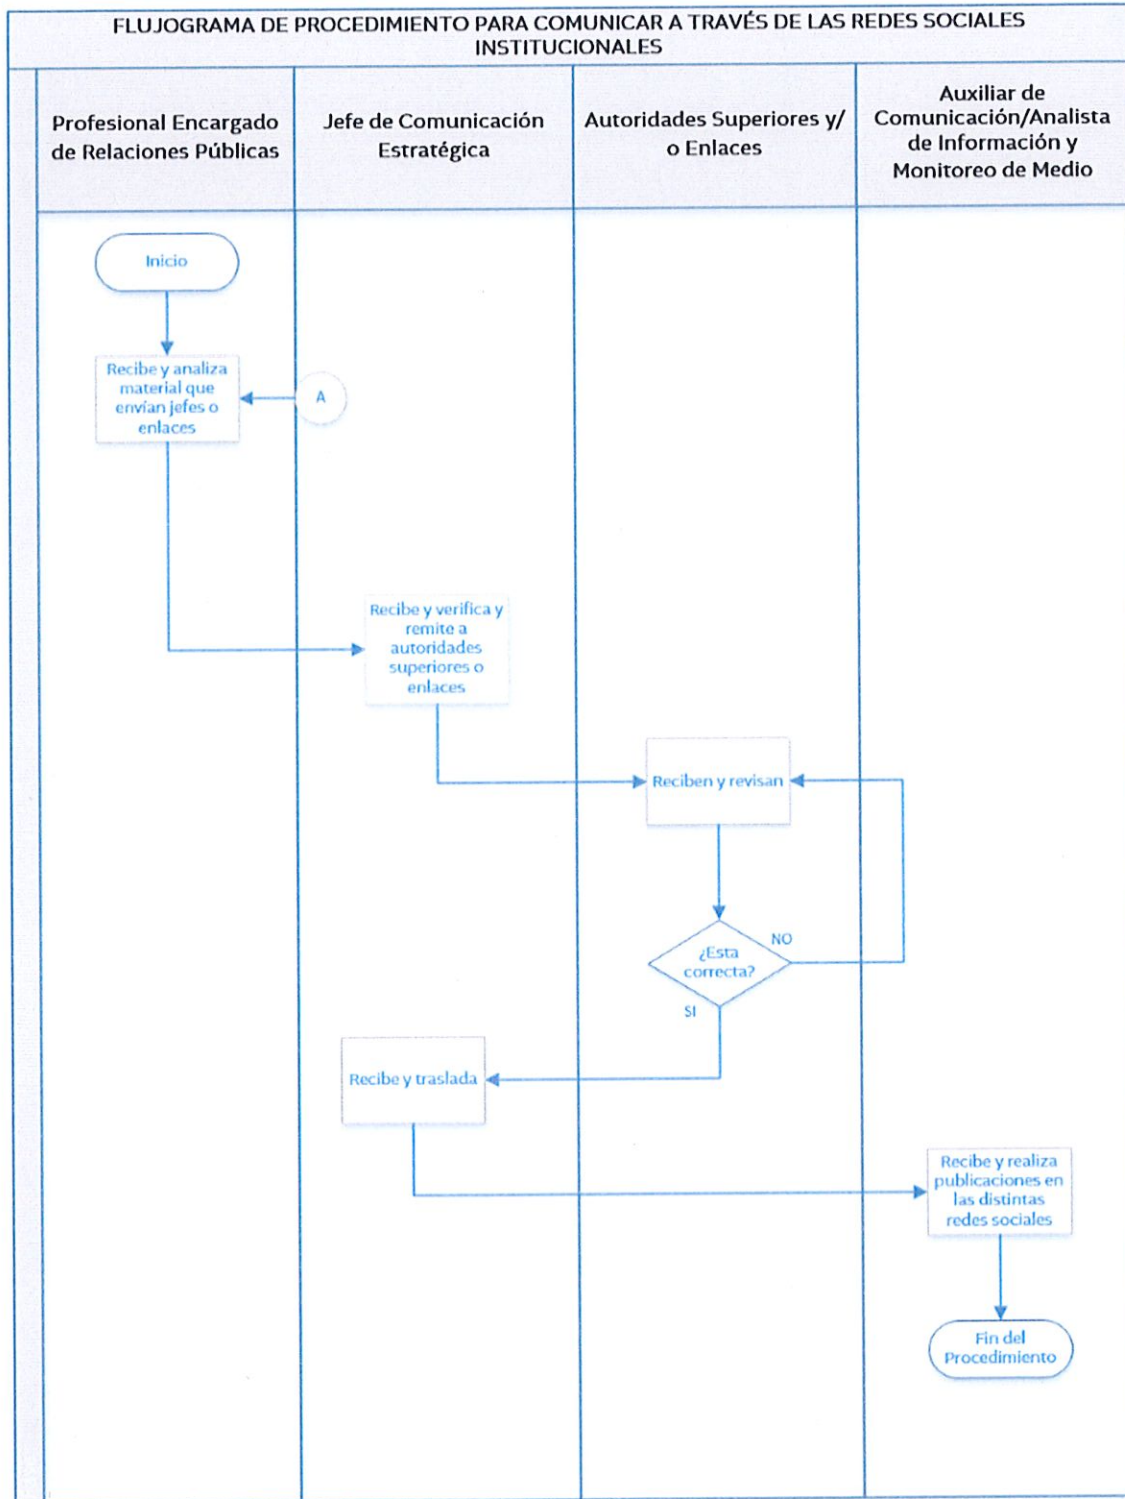 FLUJOGRAMA DE PROCEDIMIENTO PARA COMUNICAR A TRAVÉS DE LAS REDES SOCIALES
INSTITUCIONALES
Profesional Encargado
de Relaciones Públicas
Jefe de Comunicación
Estratégica
Autoridades Superiores y/
o Enlaces
Auxiliar de
Comunicación/Analista
de Información y
Monitoreo de Medio
Inicio
Recibe y analiza
material que
envían jefes o
enlaces
A
Recibe y verifica y
remite a
autoridades
superiores o
enlaces
Reciben y revisan
¿Esta
correcta?
NO
SI
Recibe y traslada
Recibe y realiza
publicaciones en
las distintas
redes sociales
Fin del
Procedimiento